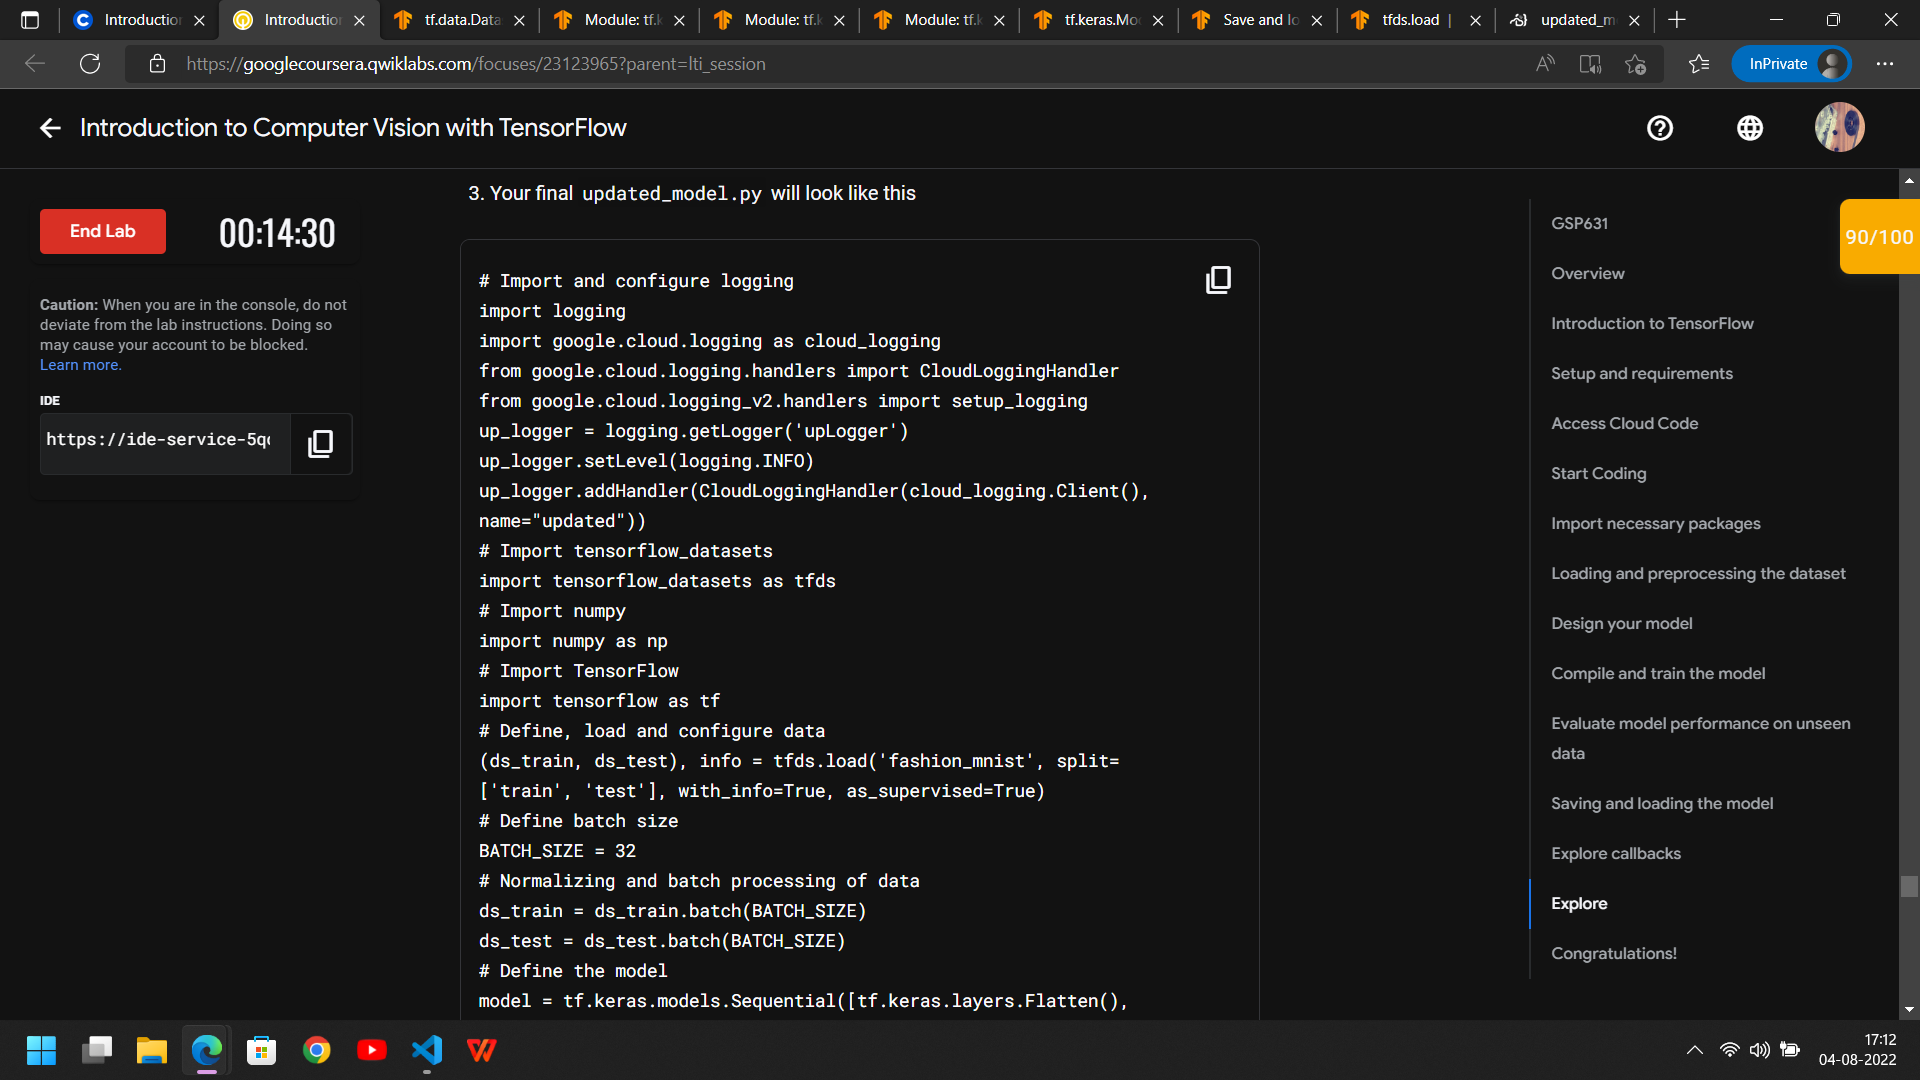 Introduction
Introduction
tf.data.Data
Module: tf.k
Module: tf.k
Module: tf.k
tf.keras.Mo
Save and lo
tfds.load |
updated_m
https://googlecoursera.qwiklabs.com/focuses/23123965?parent=lti_session
InPrivate
Introduction to Computer Vision with TensorFlow
End Lab
00:14:30
Caution: When you are in the console, do not
deviate from the lab instructions. Doing so
may cause your account to be blocked.
Learn more.
IDE
https://ide-service-5q
3. Your final updated_model.py will look like this
# Import and configure logging
import logging
import google.cloud.logging as cloud_logging
from google.cloud.logging.handlers import CloudLoggingHandler
from google.cloud.logging_v2.handlers import setup_logging
up_logger = logging.getLogger('upLogger')
up_logger.setLevel(logging.INFO)
up_logger.addHandler(CloudLoggingHandler(cloud_logging.Client(),
name="updated"))
# Import tensorflow_datasets
import tensorflow_datasets as tfds
# Import numpy
import numpy as np
# Import TensorFlow
import tensorflow as tf
# Define, load and configure data
(ds_train, ds_test), info = tfds.load('fashion_mnist', split=
['train', 'test'], with_info=True, as_supervised=True)
# Define batch size
BATCH_SIZE = 32
# Normalizing and batch processing of data
ds_train = ds_train.batch(BATCH_SIZE)
ds_test = ds_test.batch(BATCH_SIZE)
# Define the model
model = tf.keras.models.Sequential([tf.keras.layers.Flatten(),
GSP631
Overview
Introduction to TensorFlow
Setup and requirements
Access Cloud Code
Start Coding
Import necessary packages
Loading and preprocessing the dataset
Design your model
Compile and train the model
Evaluate model performance on unseen
data
Saving and loading the model
Explore callbacks
Explore
Congratulations!
90/100
17:12
04-08-2022